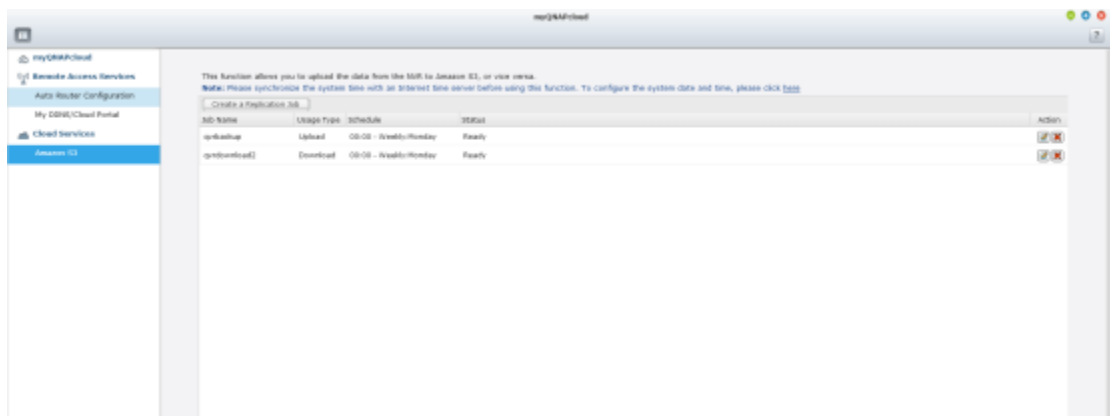 myQNAPcloud
?
myQNAPcloud
Remote Access Services
Auto Router Configuration
My DDNS/Cloud Portal
Cloud Services
Amazon S3
This function allows you to upload the data from the NVR to Amazon S3, or vice versa.
Note: Please synchronize the system time with an Internet time server before using this function. To configure the system date and time, please click here
Create a Replication Job
Job Name Usage Type Schedule Status Action
Upload 00:00 - Weekly:Monday Ready
Download 00:00 - Weekly:Monday Ready